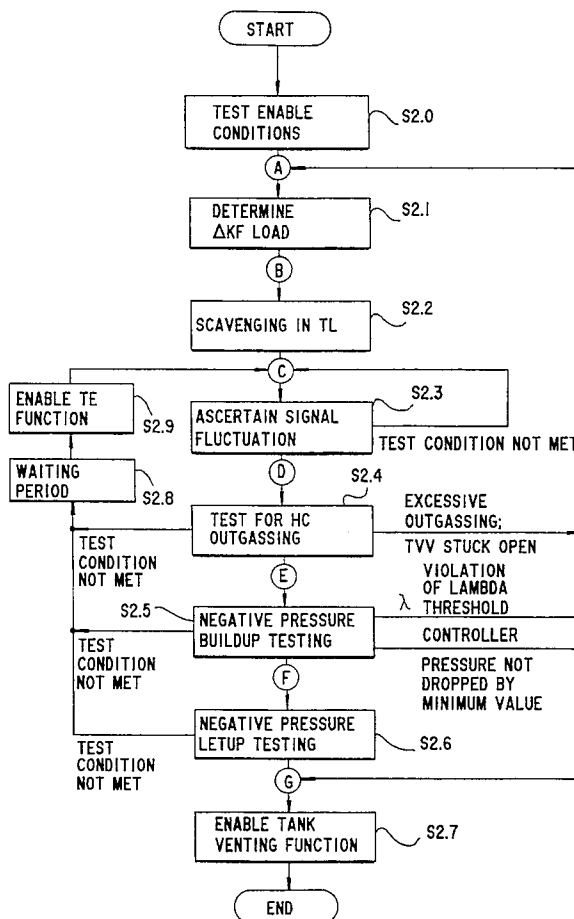 START
TEST ENABLE
CONDITIONS
S2.0
A
DETERMINE
ΔKF LOAD
S2.1
B
SCAVENGING IN TL
S2.2
C
ENABLE TE
FUNCTION
S2.9
ASCERTAIN SIGNAL
FLUCTUATION
S2.3
TEST CONDITION NOT MET
WAITING
PERIOD
S2.8
D
TEST FOR HC
OUTGASSING
S2.4
EXCESSIVE
OUTGASSING;
TVV STUCK OPEN
TEST
CONDITION
NOT MET
E
VIOLATION
OF LAMBDA
λ THRESHOLD
S2.5
NEGATIVE PRESSURE
BUILDUP TESTING
CONTROLLER
TEST
CONDITION
NOT MET
F
PRESSURE NOT
DROPPED BY
MINIMUM VALUE
NEGATIVE PRESSURE
LETUP TESTING
S2.6
TEST
CONDITION
NOT MET
G
ENABLE TANK
VENTING FUNCTION
S2.7
END